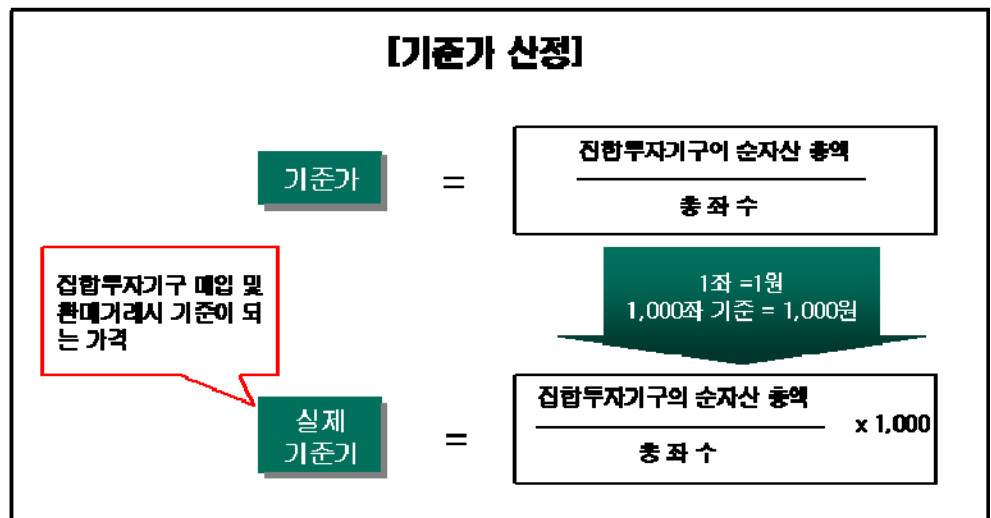 [기준가 산정]
기준가
=
집합투자기구이 순자산 총액
총 좌 수
집합투자기구 매입 및
환매거래시 기준이 되
는 가격
1좌 =1원
1,000좌 기준 = 1,000원
실제
기준기
=
집합투자기구의 순자산 총액
총 좌 수
x 1,000